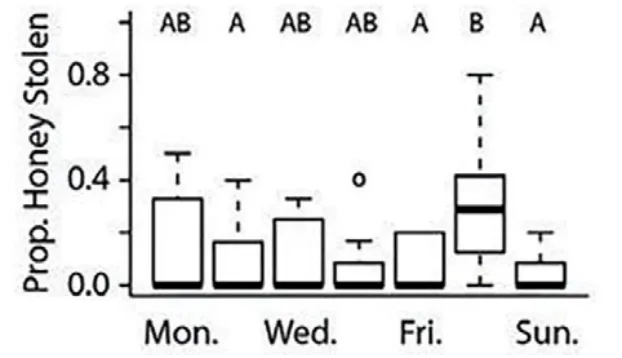 AB A AB AB A B A
Prop. Honey Stolen
0.8
0.4
0.0
Mon. Wed. Fri. Sun.